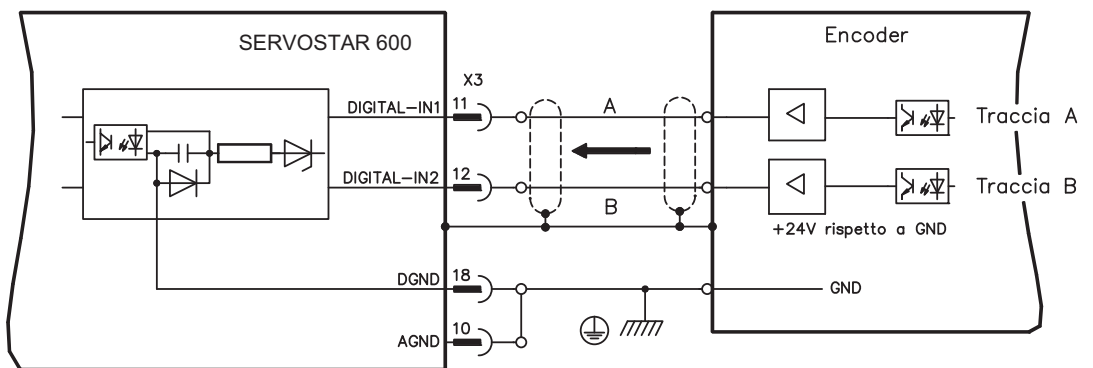 SERVOSTAR 600
Encoder
X3
DIGITAL-IN1
11
A
Traccia A
DIGITAL-IN2
12
B
Traccia B
+24V rispetto a GND
DGND
18
GND
AGND
10